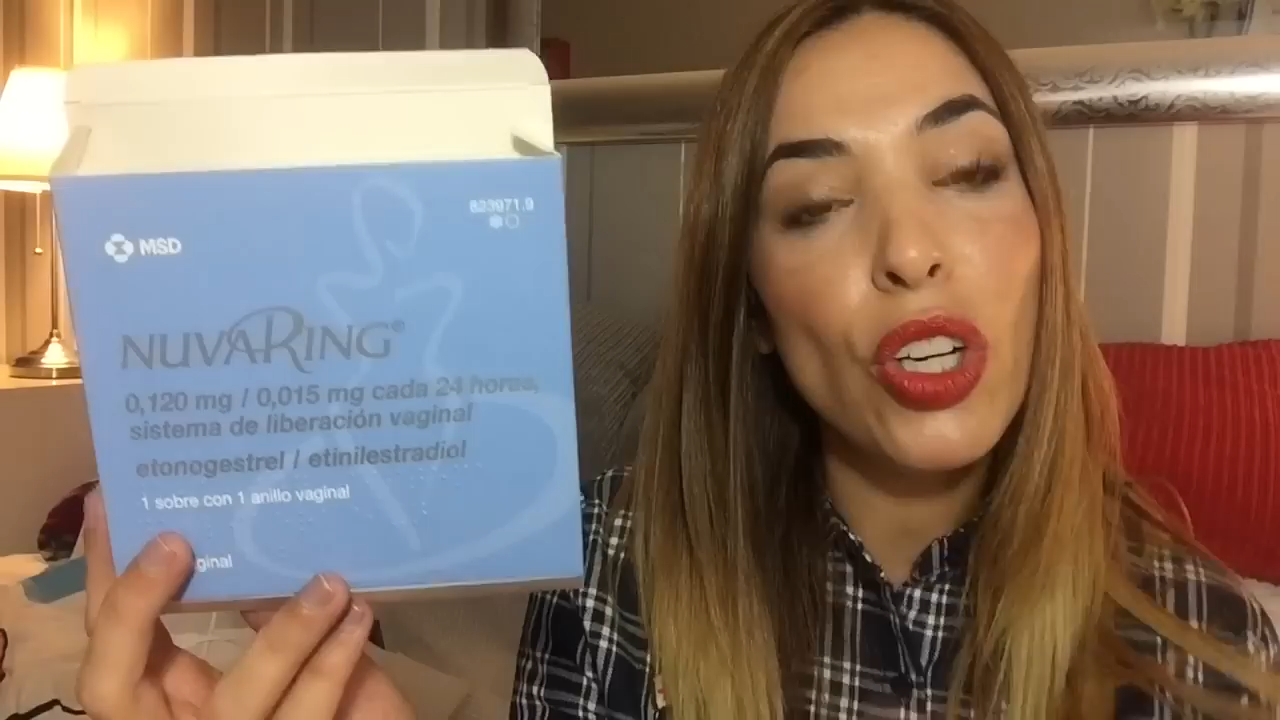 823971.9
MSD
NUVARING®
0,120 mg / 0,015 mg cada 24 horas,
sistema de liberación vaginal
etonogestrel / etinilestradiol
1 sobre con 1 anillo vaginal
ginal